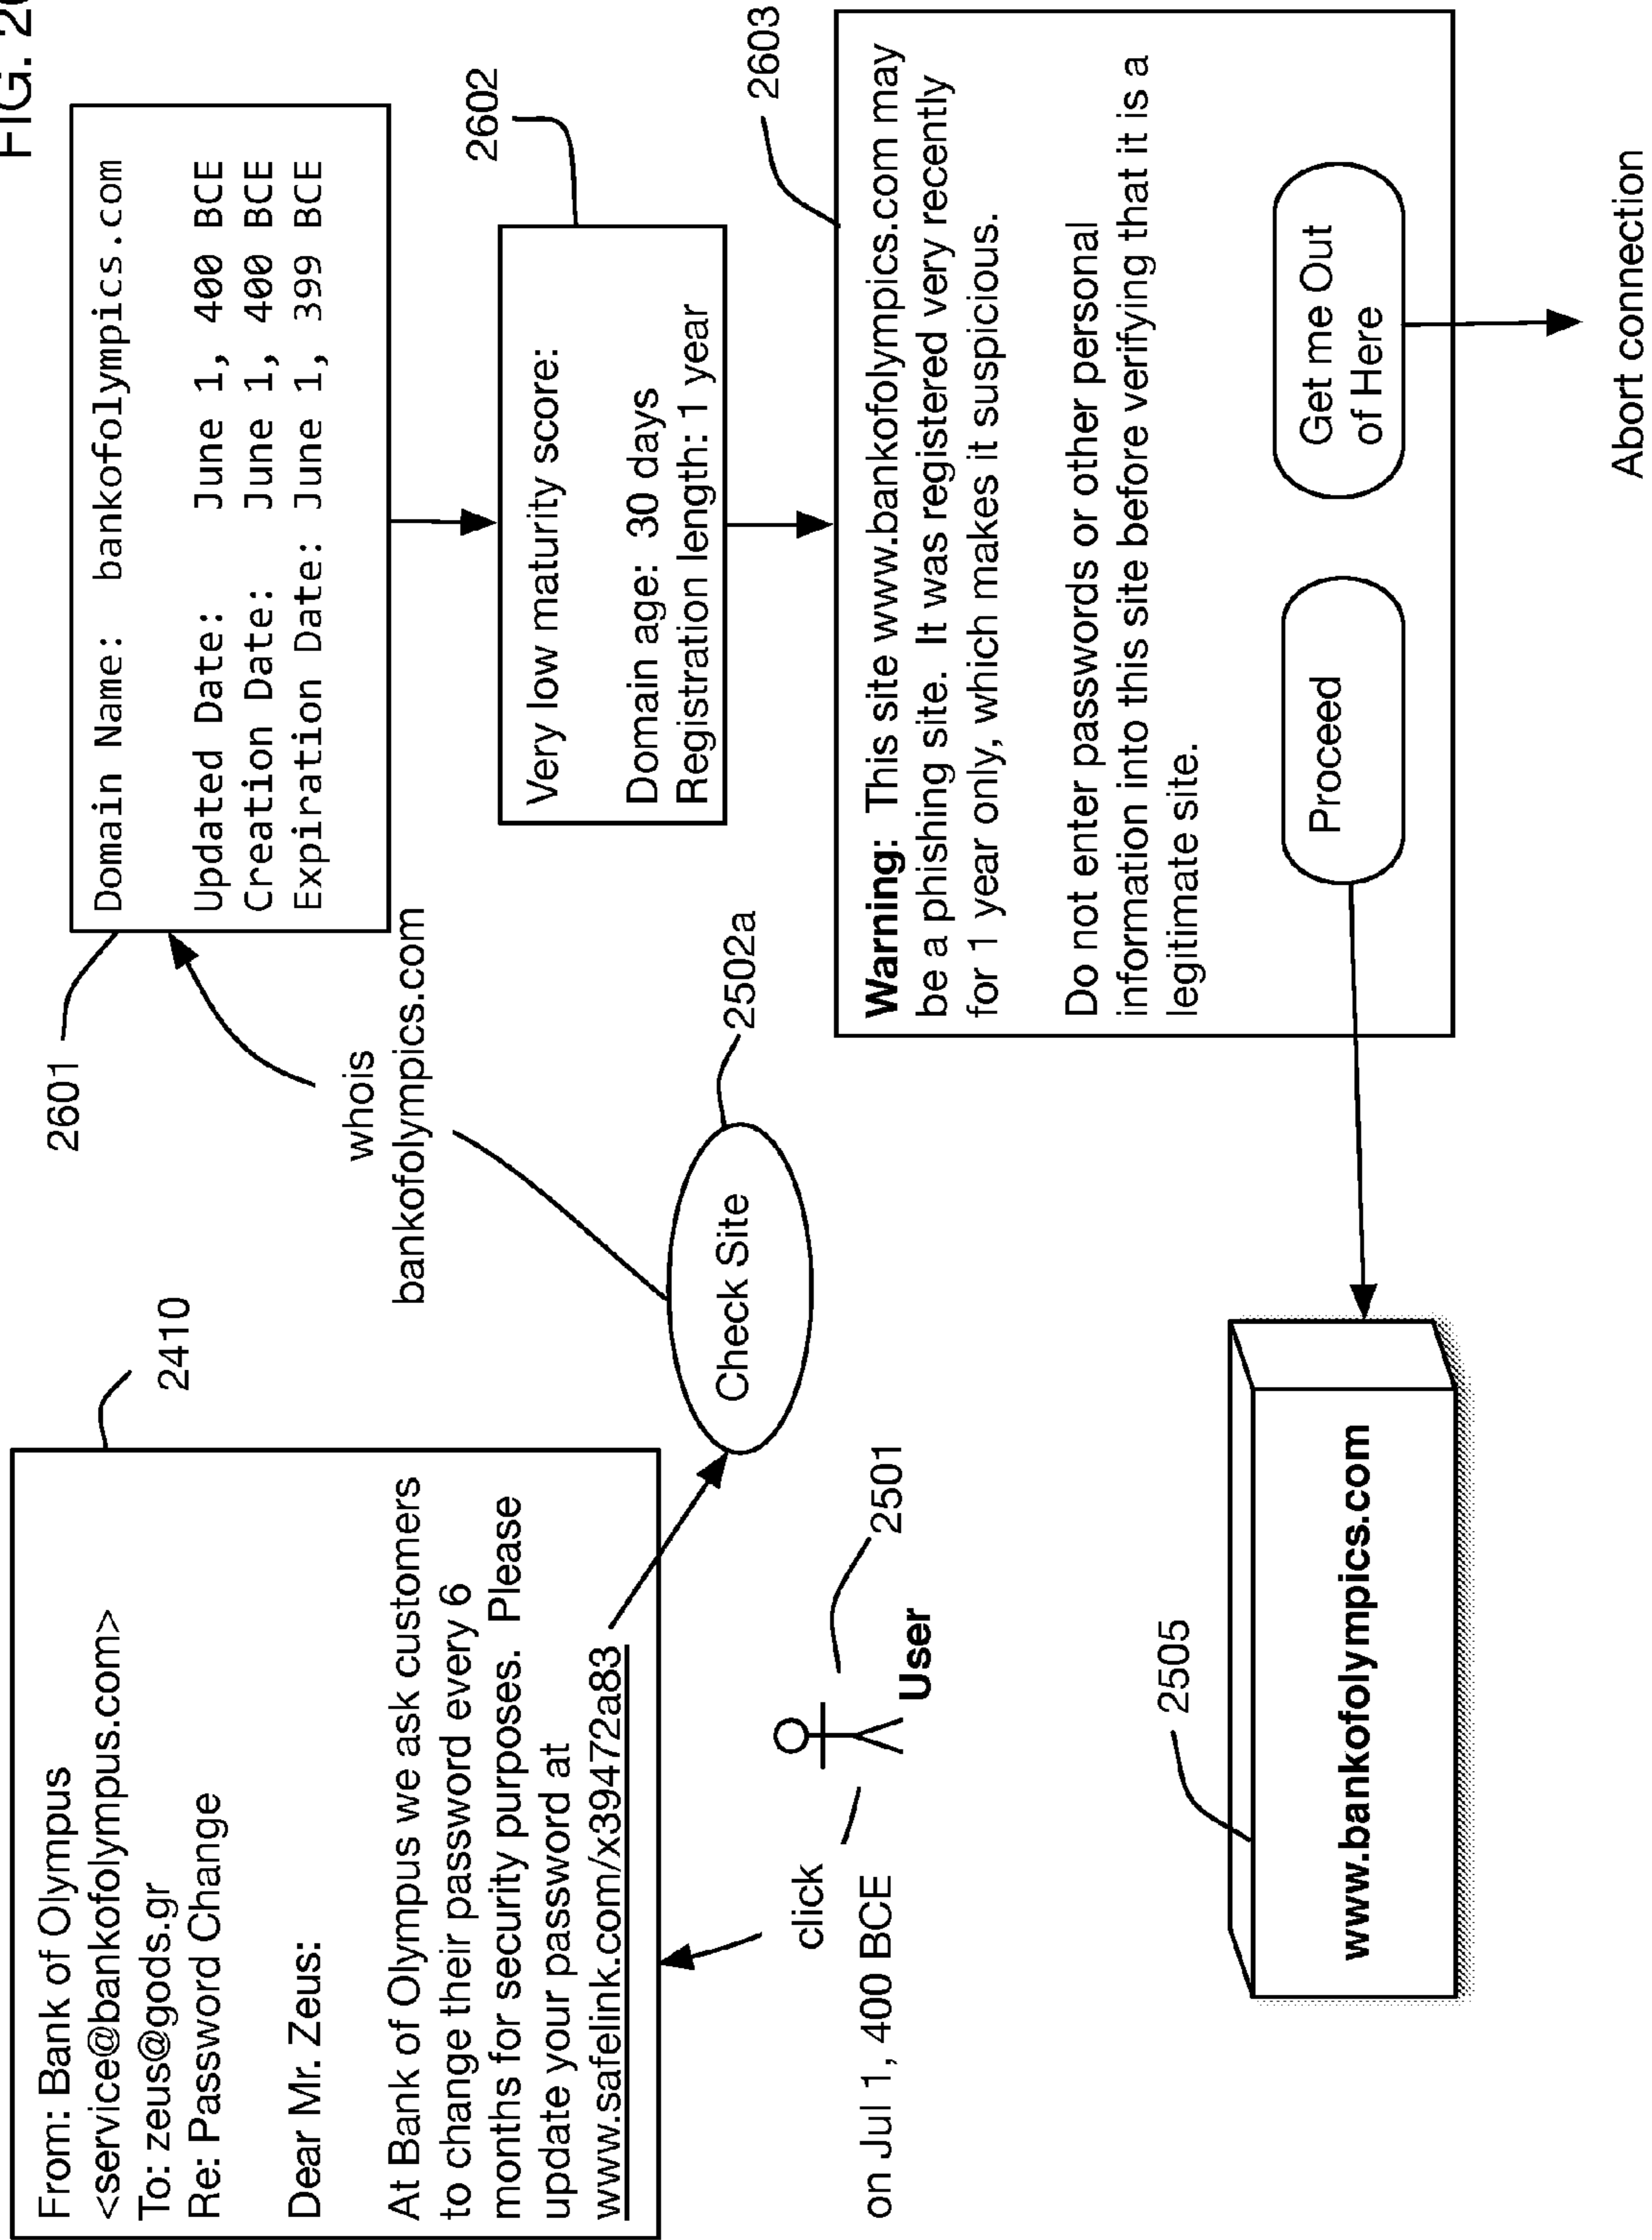 FIG. 26
From: Bank of Olympus
<service@bankofolympus.com>
To: zeus@gods.gr
Re: Password Change
Dear Mr. Zeus:
At Bank of Olympus we ask customers
to change their password every 6
months for security purposes. Please
update your password at
www.safelink.com/x39472a83
2410
click
on Jul 1, 400 BCE
User
2501
Check Site
2502a
whois
bankofolympics.com
2601
Domain Name: bankofolympics.com
Updated Date: June 1, 400 BCE
Creation Date: June 1, 400 BCE
Expiration Date: June 1, 399 BCE
2602
Very low maturity score:
Domain age: 30 days
Registration length: 1 year
2603
Warning: This site www.bankofolympics.com may
be a phishing site. It was registered very recently
for 1 year only, which makes it suspicious.
Do not enter passwords or other personal
information into this site before verifying that it is a
legitimate site.
Proceed
Get me Out
of Here
2505
www.bankofolympics.com
Abort connection